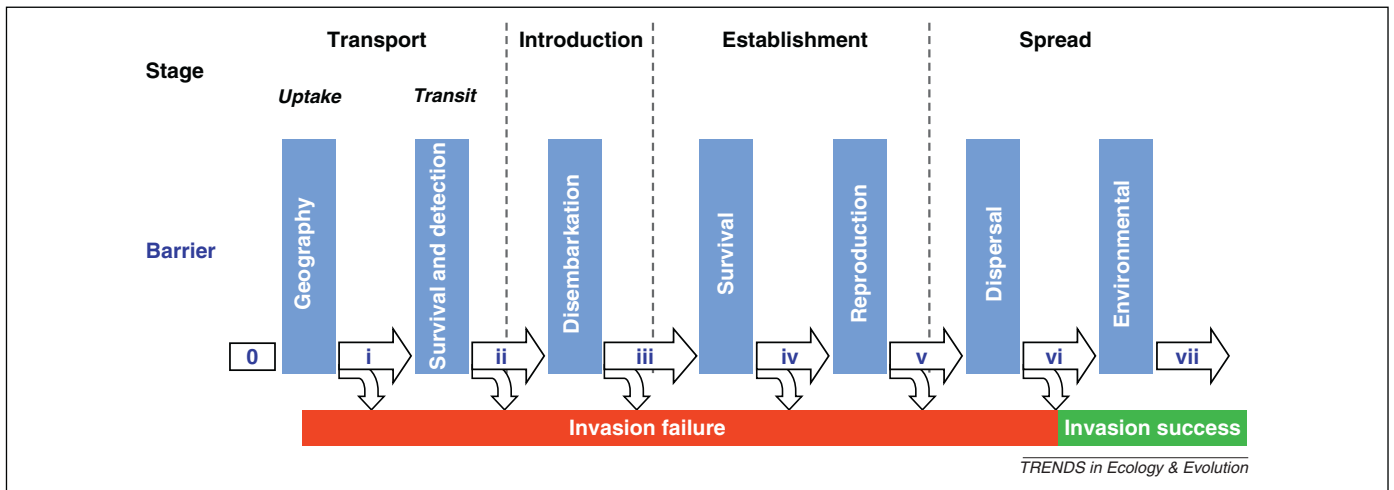 Transport Introduction Establishment Spread
Stage
Uptake Transit
Barrier
Geography
Survival and detection
Disembarkation
Survival
Reproduction
Dispersal
Environmental
0 i ii iii iv v vi vii
Invasion failure Invasion success
TRENDS in Ecology & Evolution